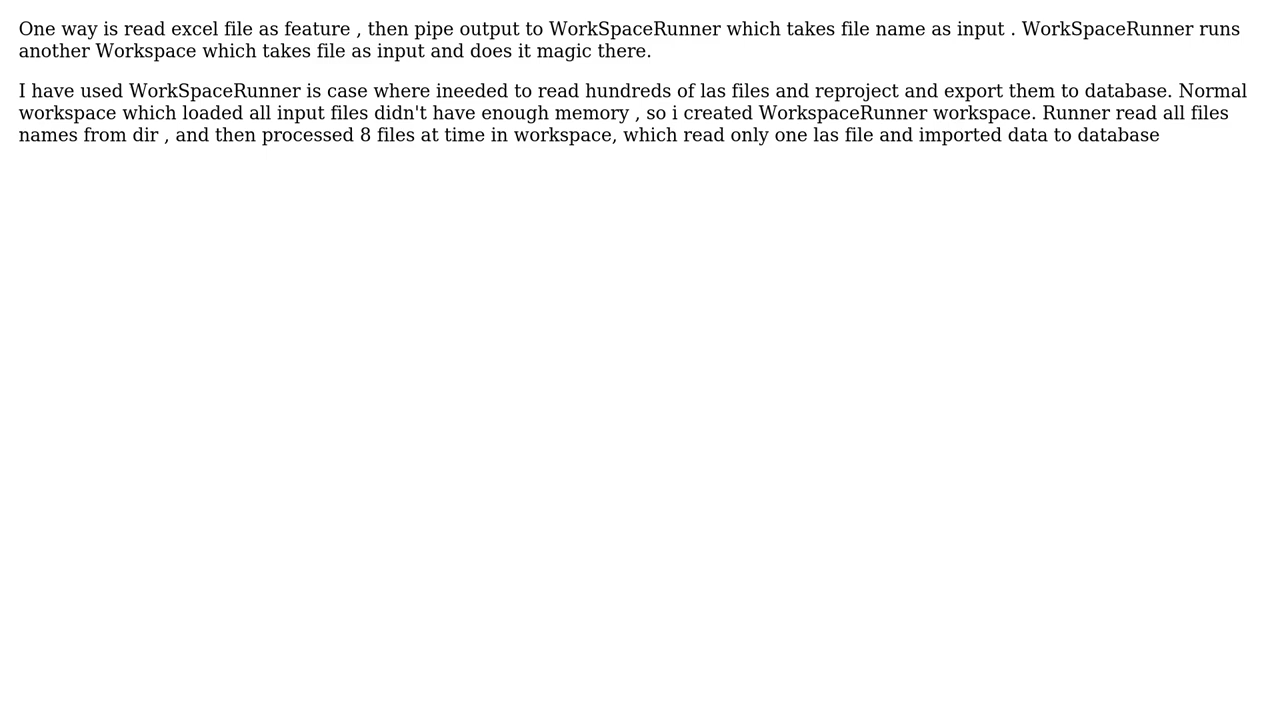 One way is read excel file as feature , then pipe output to WorkSpaceRunner which takes file name as input . WorkSpaceRunner runs
another Workspace which takes file as input and does it magic there.
I have used WorkSpaceRunner is case where ineeded to read hundreds of las files and reproject and export them to database. Normal
workspace which loaded all input files didn't have enough memory , so i created WorkspaceRunner workspace. Runner read all files
names from dir , and then processed 8 files at time in workspace, which read only one las file and imported data to database